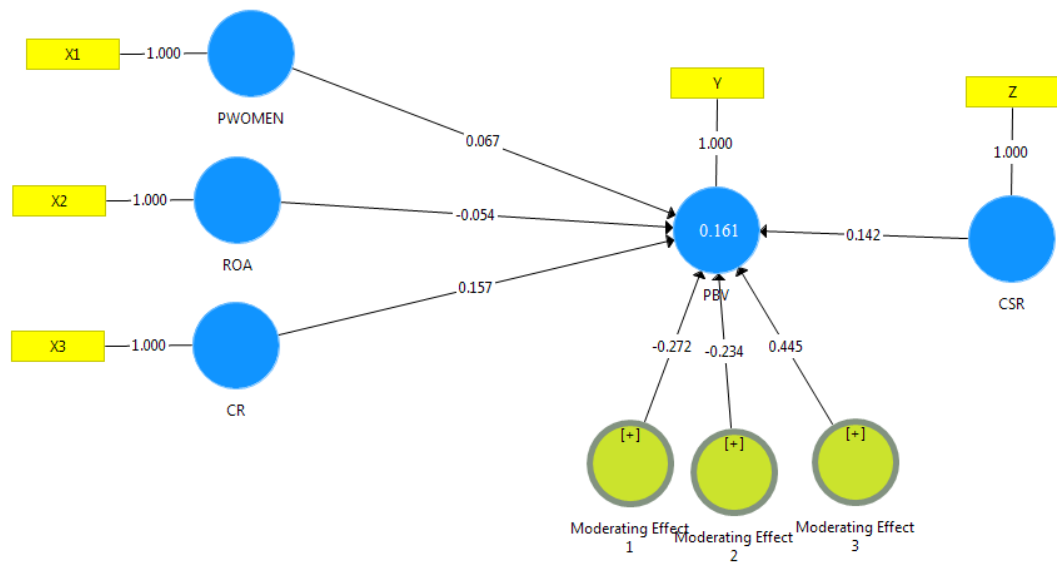 X1
1.000
PWOMEN
0.067
X2
1.000
ROA
-0.054
X3
1.000
CR
0.157
Y
1.000
0.161
PBV
Z
1.000
0.142
CSR
-0.272
-0.234
0.445
[+]
Moderating Effect
1
[+]
Moderating Effect
2
[+]
Moderating Effect
3